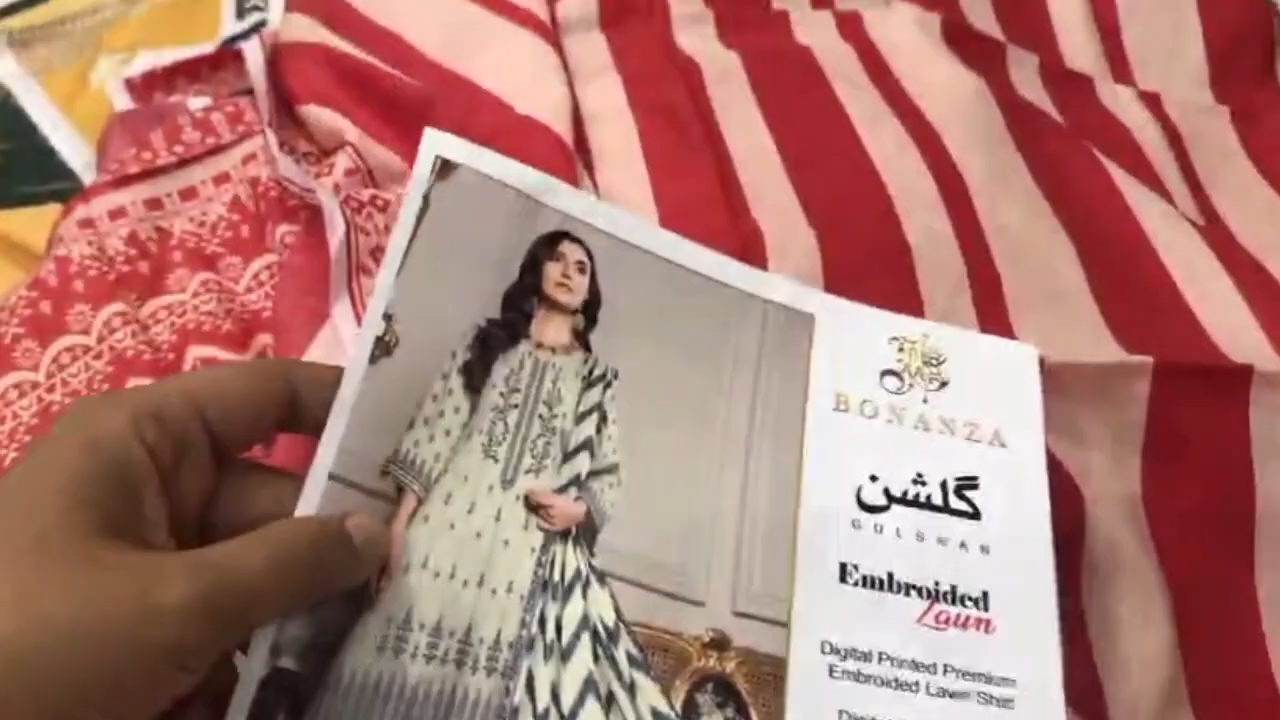 BONANZA
گلشن
GULSHAN
Embroided
Lawn
Digital Printed Premium
Embroided Lawn Shirt